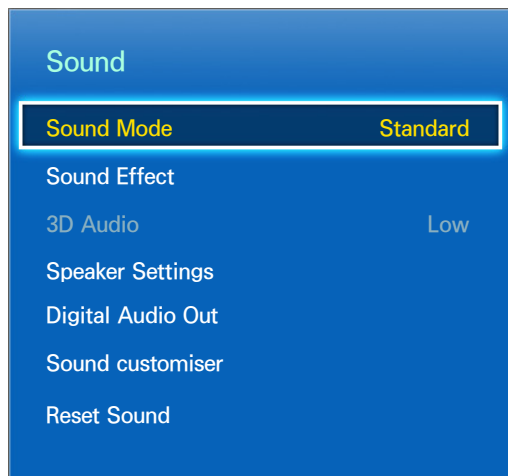 Sound
Sound Mode Standard
Sound Effect
3D Audio Low
Speaker Settings
Digital Audio Out
Sound customiser
Reset Sound